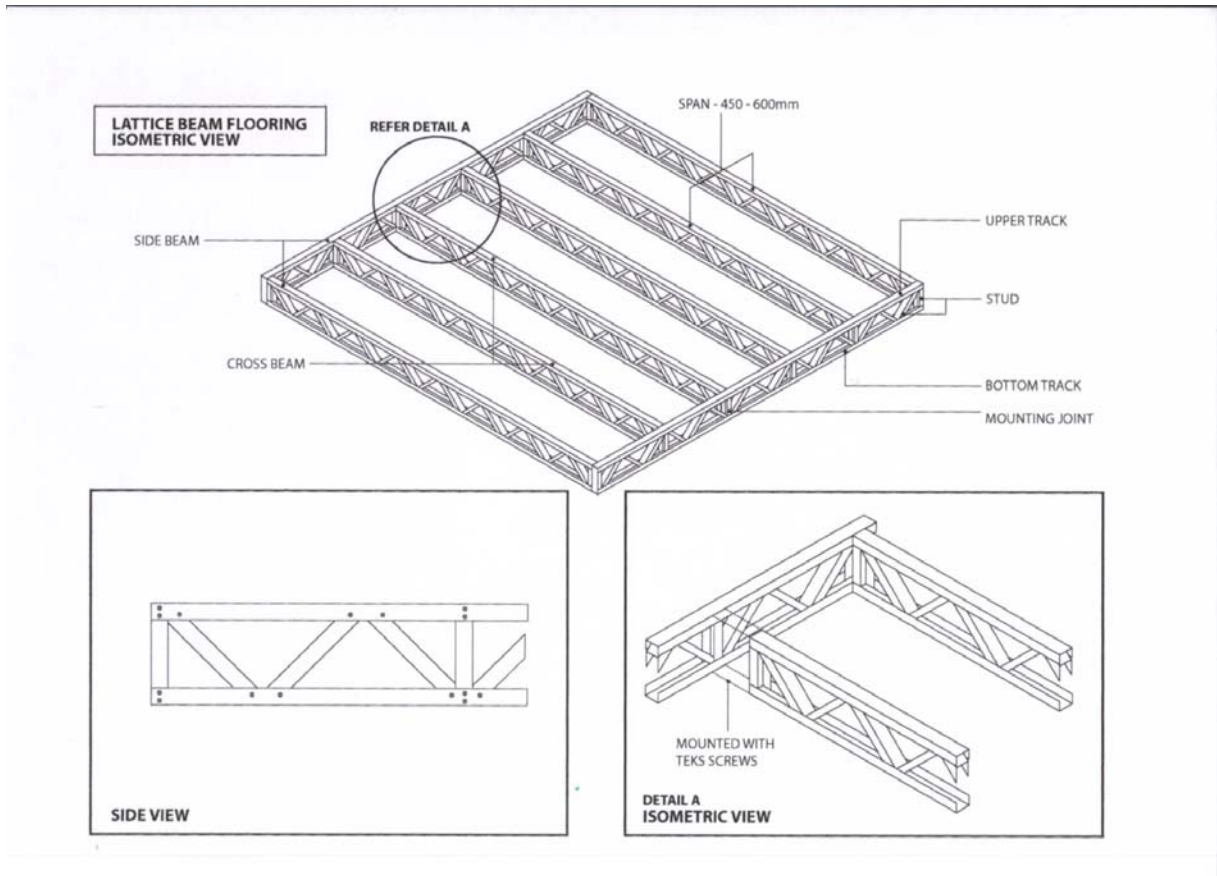 LATTICE BEAM FLOORING
ISOMETRIC VIEW
REFER DETAIL A
SPAN - 450 - 600mm
UPPER TRACK
SIDE BEAM
STUD
CROSS BEAM
BOTTOM TRACK
MOUNTING JOINT
SIDE VIEW
MOUNTED WITH
TEKS SCREWS
DETAIL A
ISOMETRIC VIEW